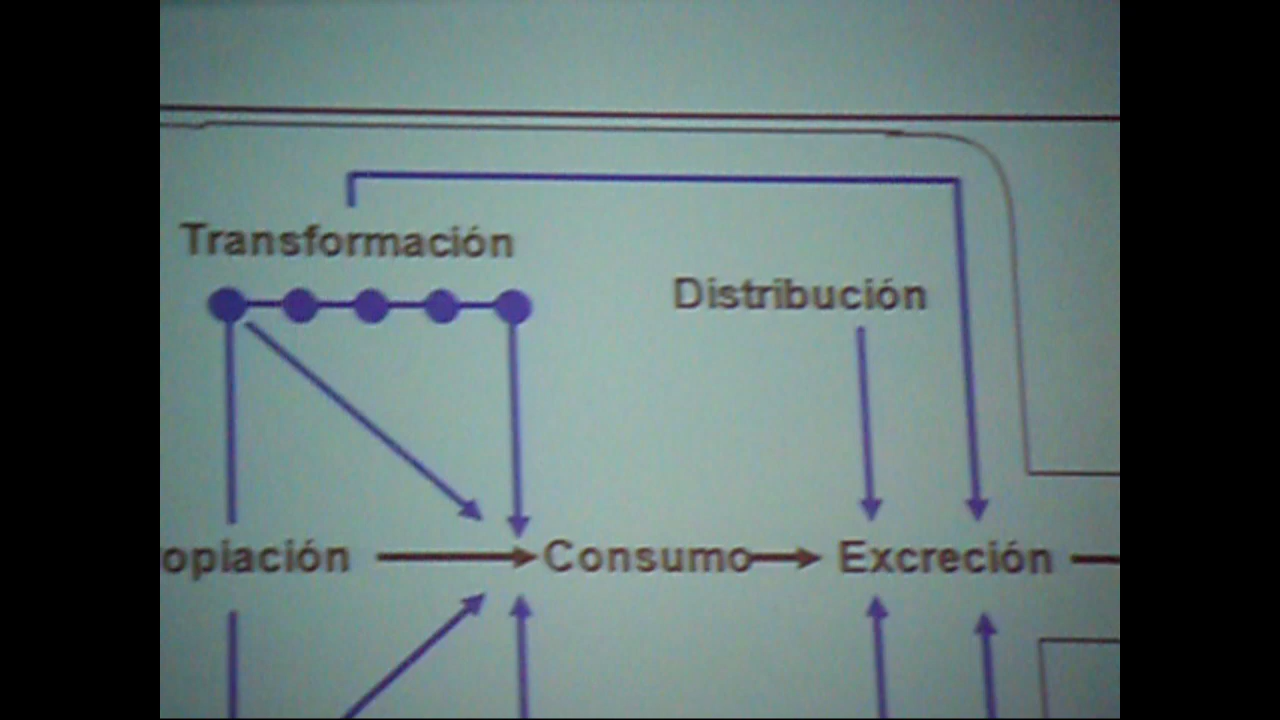 Transformación
Distribución
opiación
Consumo
Excreción